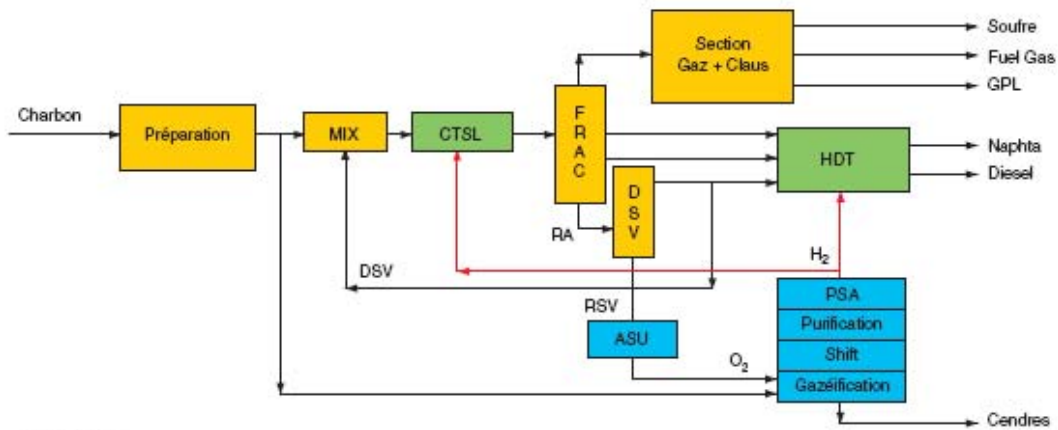 Soufre
Section
Gaz + Claus
Fuel Gas
GPL
Charbon
Préparation
MIX
CTSL
F
R
A
C
HDT
Naphta
Diesel
D
S
V
RA
DSV
H2
RSV
PSA
Purification
ASU
Shift
O2
Gazéification
Cendres